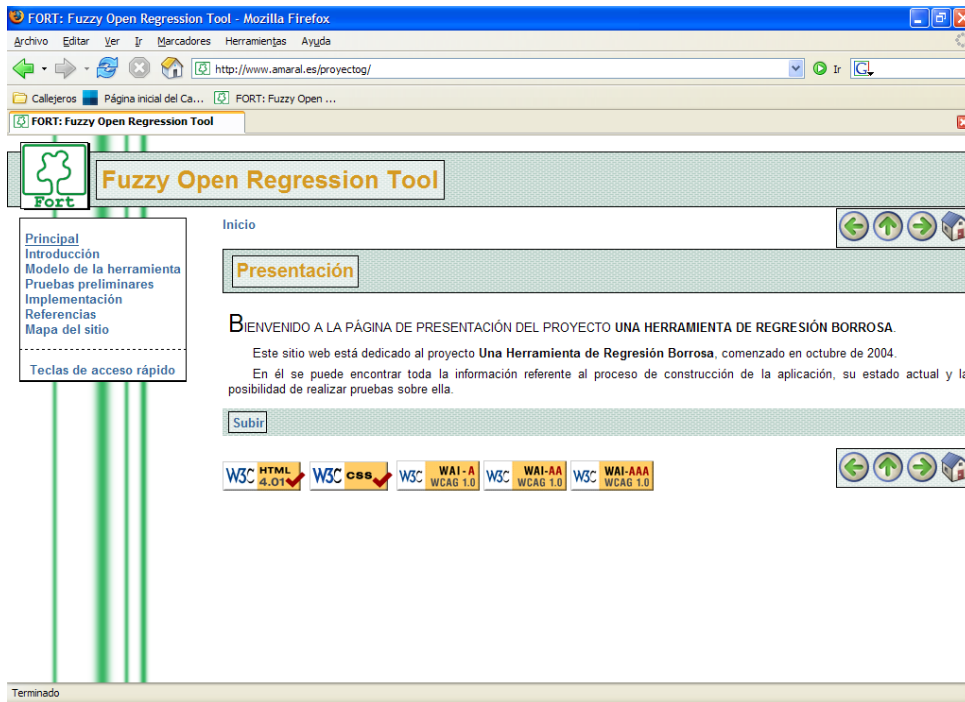 FORT: Fuzzy Open Regression Tool - Mozilla Firefox
Archivo Editar Ver Ir Marcadores Herramientas Ayuda
http://www.amaral.es/proyectog/
Ir
G
Callejeros Página inicial del Ca... FORT: Fuzzy Open ...
FORT: Fuzzy Open Regression Tool
Fort
Fuzzy Open Regression Tool
Principal
Introducción
Modelo de la herramienta
Pruebas preliminares
Implementación
Referencias
Mapa del sitio
Teclas de acceso rápido
Inicio
Presentación
BIENVENIDO A LA PÁGINA DE PRESENTACIÓN DEL PROYECTO UNA HERRAMIENTA DE REGRESIÓN BORROSA.
Este sitio web está dedicado al proyecto Una Herramienta de Regresión Borrosa, comenzado en octubre de 2004.
En él se puede encontrar toda la información referente al proceso de construcción de la aplicación, su estado actual y la
posibilidad de realizar pruebas sobre ella.
Subir
W3C HTML 4.01 W3C css W3C WAI-A WCAG 1.0 W3C WAI-AA WCAG 1.0 W3C WAI-AAA WCAG 1.0
Terminado